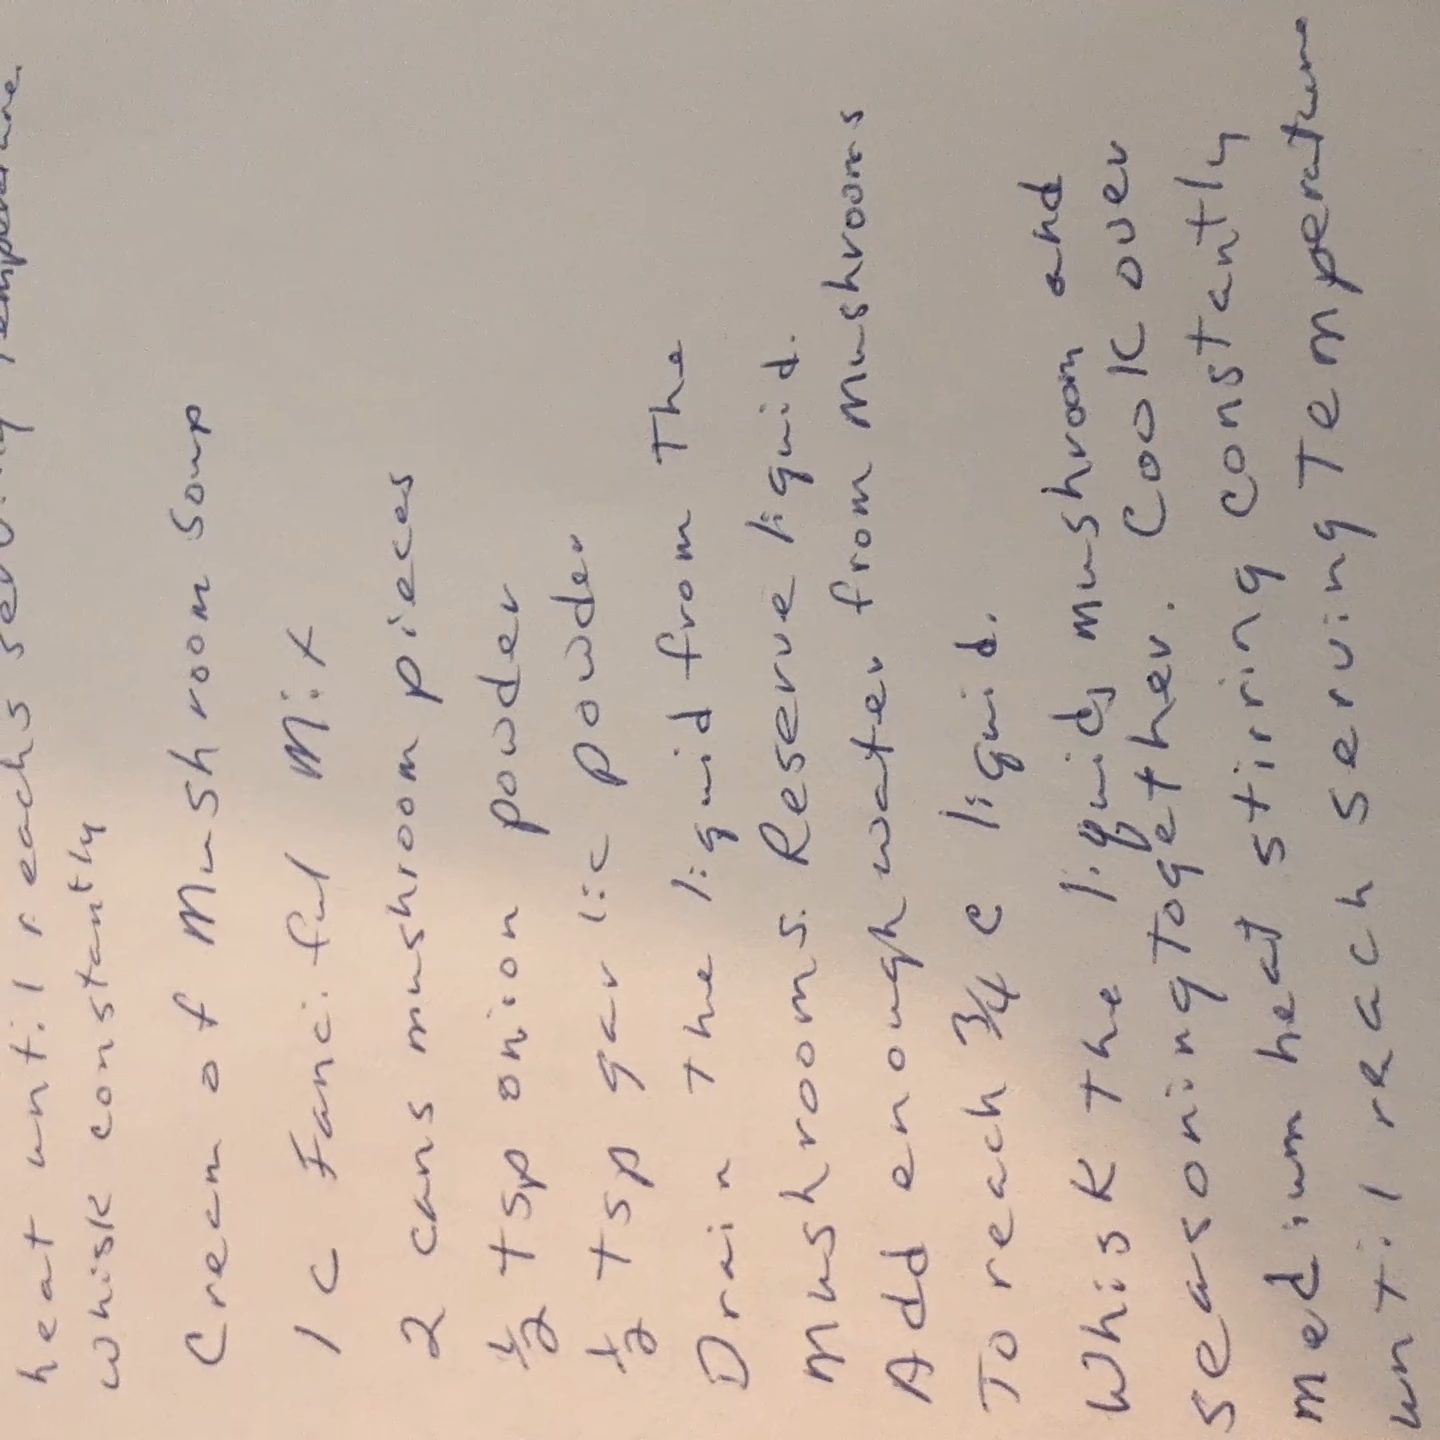 heat until reachs serving Temperature.
whisk constantly
Cream of Mushroom Soup
1 c Fanciful Mix
2 cans mushroom pieces
1/2 tsp onion powder
1/2 tsp garlic powder
Drain the liquid from The
mushrooms. Reserve liquid.
Add enough water from mushrooms
To reach 3/4 c liquid.
Whisk the liquid, mushroom and
seasoning together. Cook over
medium heat stirring constantly
until reach serving Temperature